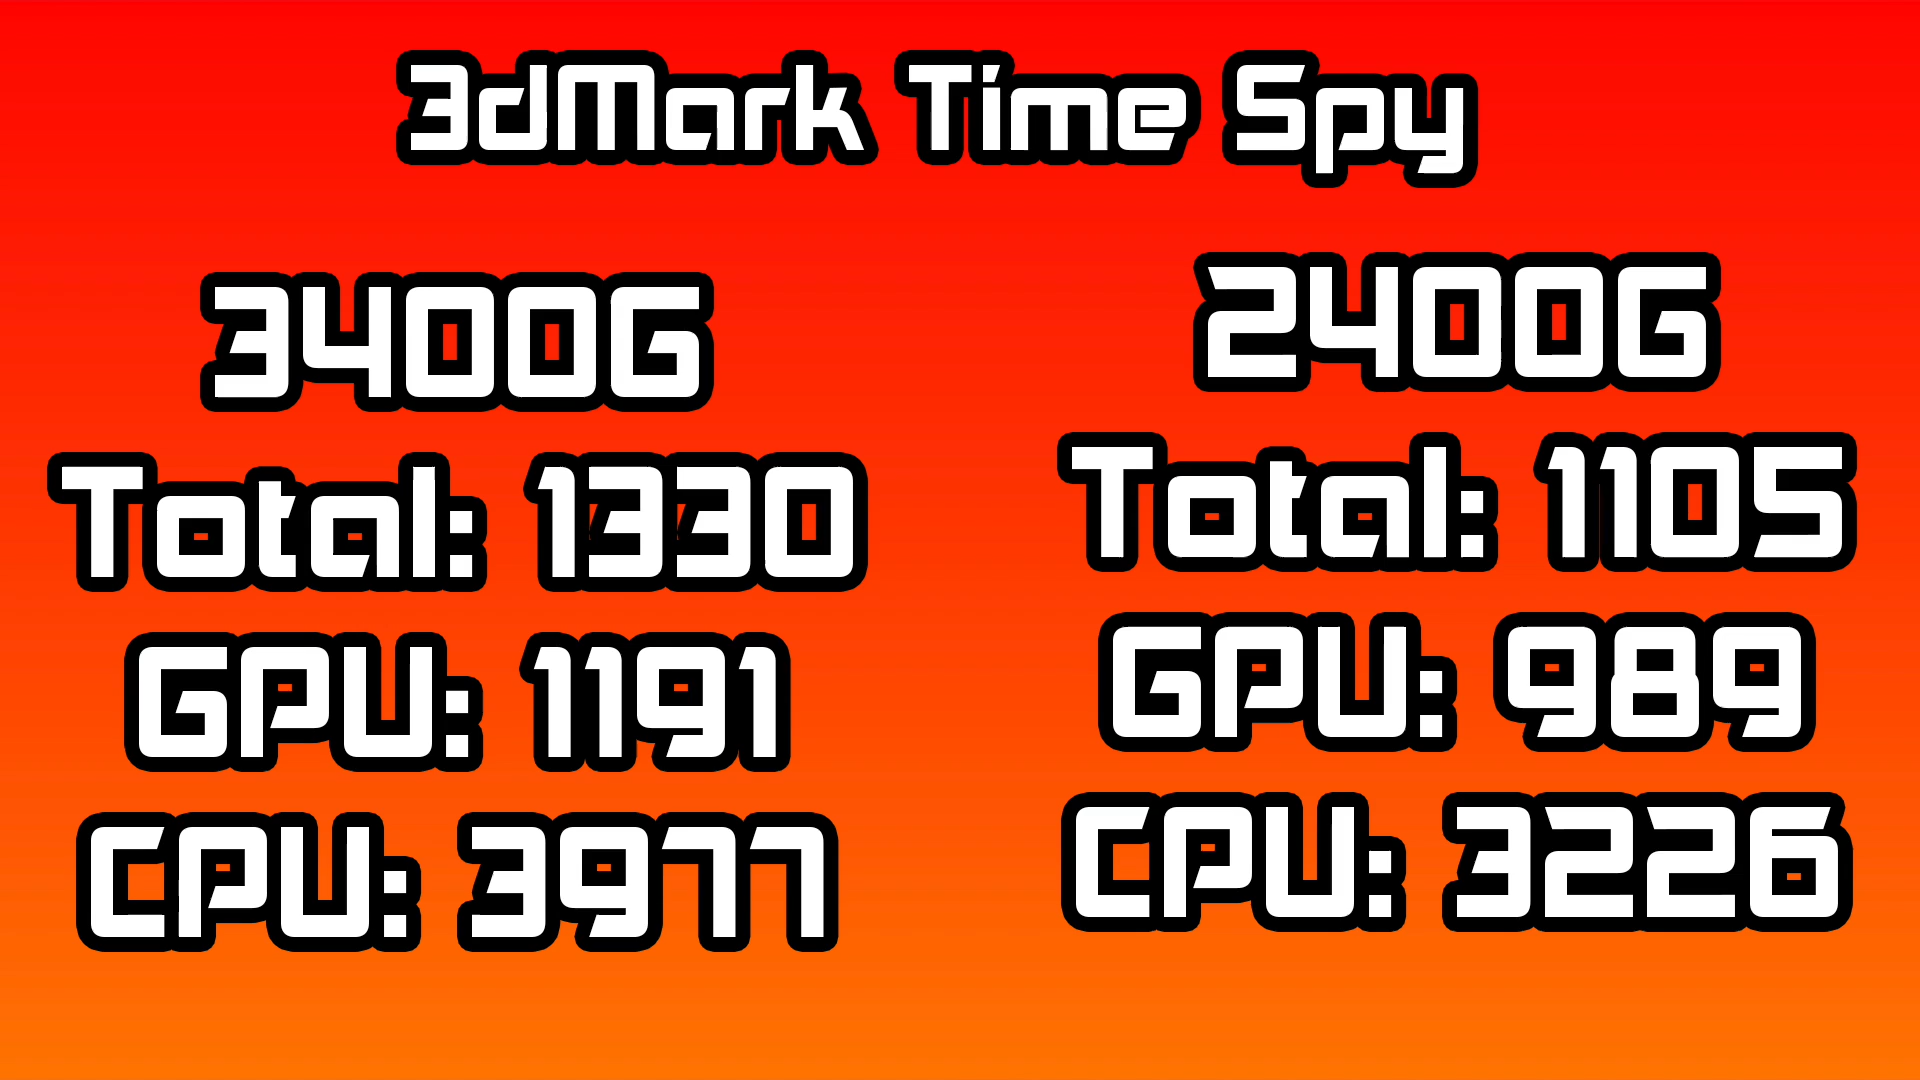 3dMark Time Spy
3400G
Total: 1330
GPU: 1191
CPU: 3977
2400G
Total: 1105
GPU: 989
CPU: 3226